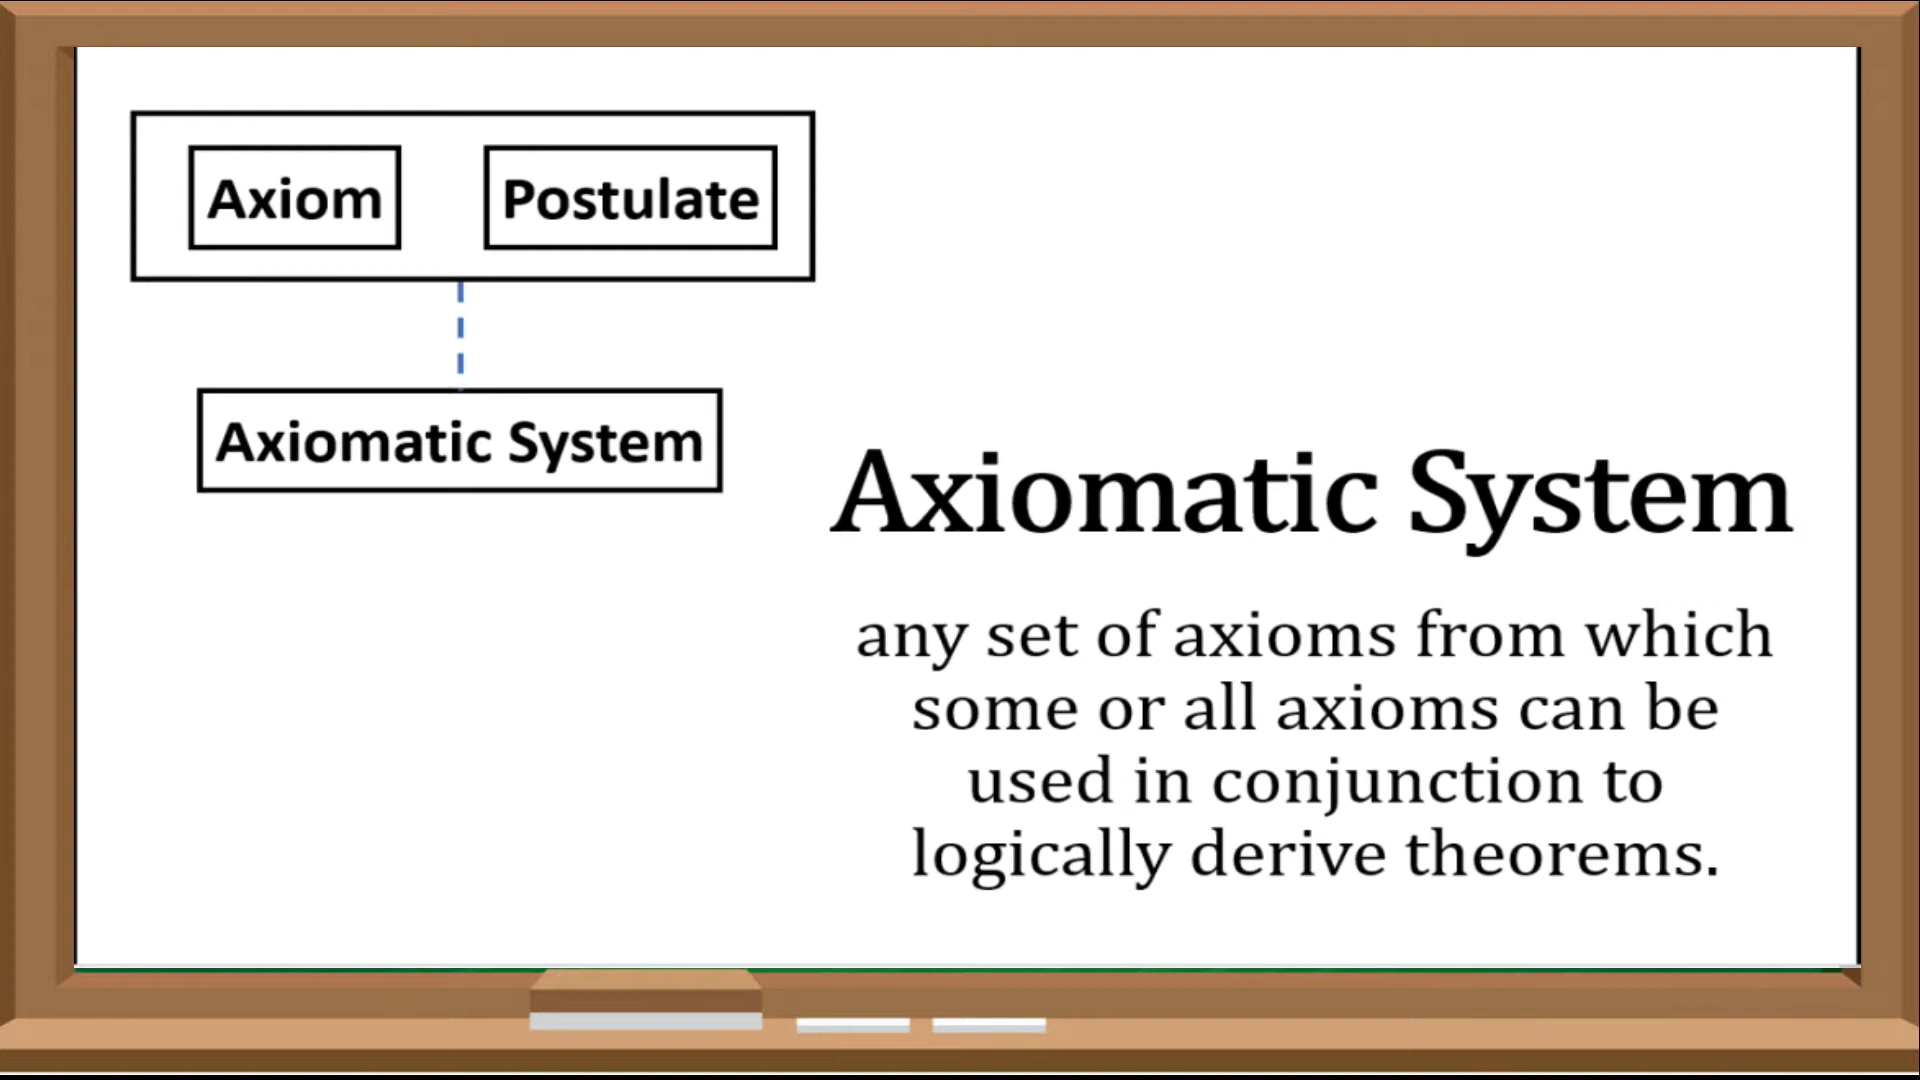 Axiom Postulate
Axiomatic System
Axiomatic System
any set of axioms from which
some or all axioms can be
used in conjunction to
logically derive theorems.